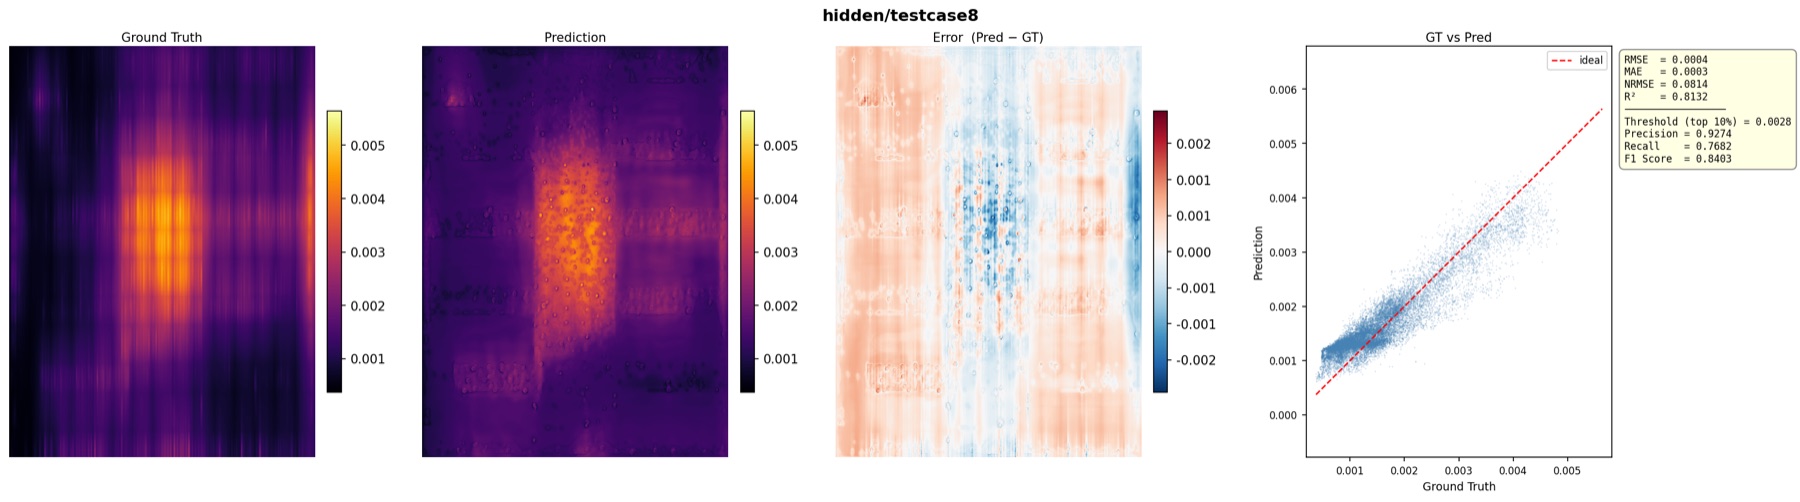 hidden/testcase8
Ground Truth
0.005
0.004
0.003
0.002
0.001
Prediction
0.005
0.004
0.003
0.002
0.001
Error  (Pred − GT)
0.002
0.001
0.001
0.000
-0.001
-0.001
-0.002
GT vs Pred
ideal
0.006
0.005
0.004
0.003
0.002
0.001
0.000
Prediction
0.001 0.002 0.003 0.004 0.005
Ground Truth
RMSE  = 0.0004
MAE   = 0.0003
NRMSE = 0.0814
R²    = 0.8132
Threshold (top 10%) = 0.0028
Precision = 0.9274
Recall    = 0.7682
F1 Score  = 0.8403